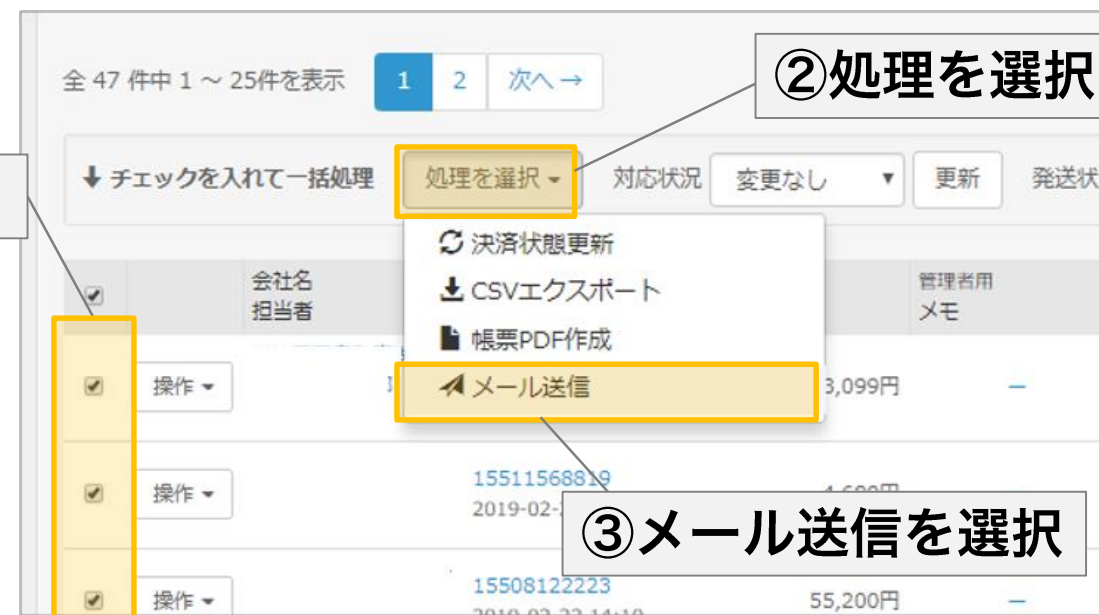 全 47 件中 1 ～ 25件を表示 1 2 次へ→
②処理を選択
チェックを入れて一括処理 処理を選択 対応状況 変更なし 更新 発送状
決済状態更新
CSVエクスポート
帳票PDF作成
メール送信
会社名
担当者
管理者用
メモ
操作 3,099円 –
操作 15511568819
2019-02-
③メールメール送信を選択
操作 15508122223
55,200円 –